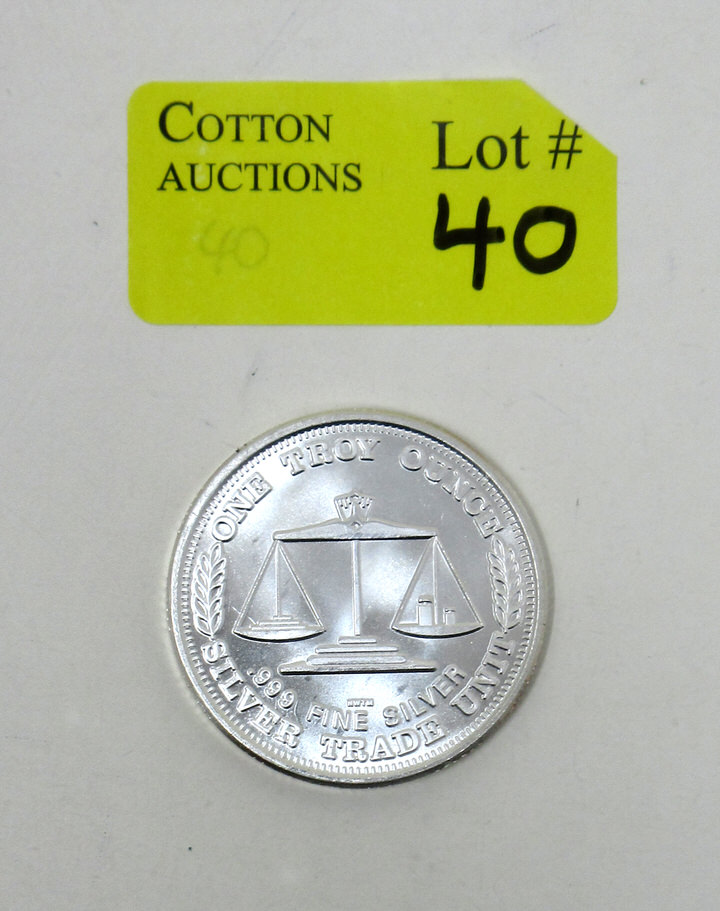 COTTON
AUCTIONS
Lot #
40
40
ONE TROY OUNCE
.999 FINE SILVER
SILVER TRADE UNIT